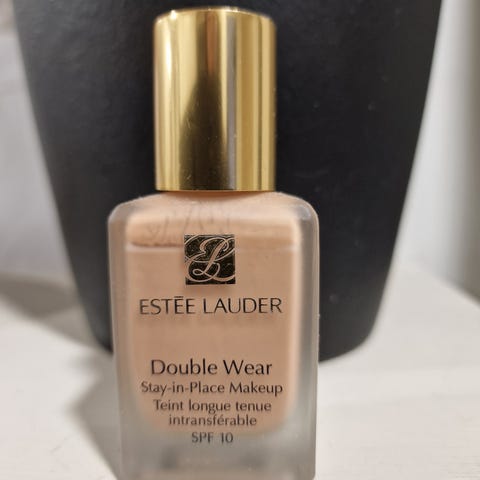 ESTĒE LAUDER
Double Wear
Stay-in-Place Makeup
Teint longue tenue
intransférable
SPF 10